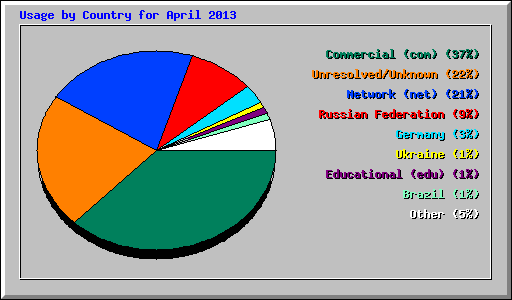 Usage by Country for April 2013
Commercial (com) (37%)
Unresolved/Unknown (22%)
Network (net) (21%)
Russian Federation (9%)
Germany (3%)
Ukraine (1%)
Educational (edu) (1%)
Brazil (1%)
Other (5%)